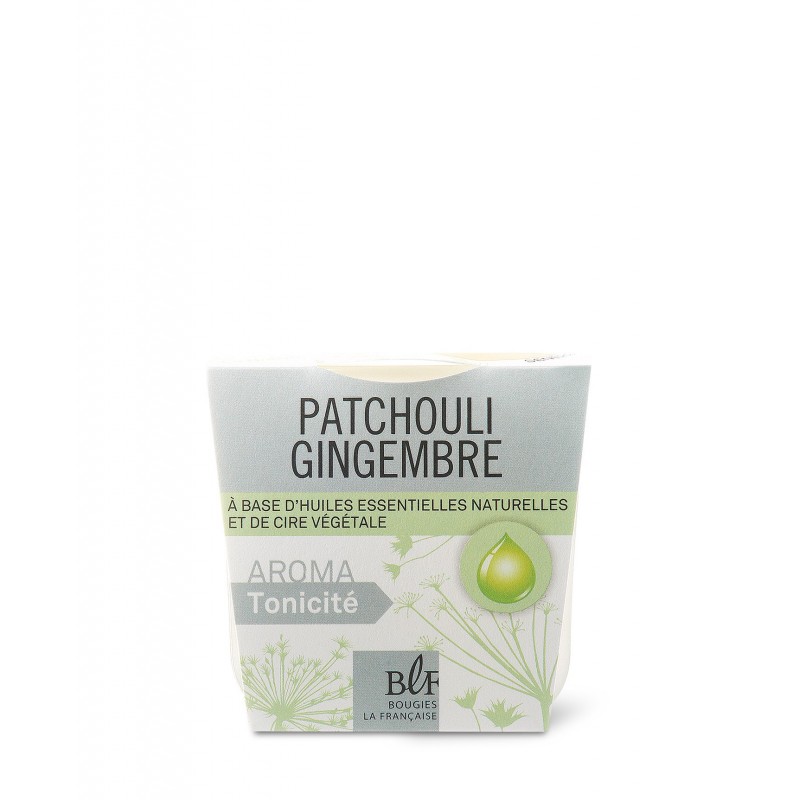 PATCHOULI
GINGEMBRE
À BASE D'HUILES ESSENTIELLES NATURELLES
ET DE CIRE VÉGÉTALE
AROMA
Tonicité
BLF
BOUGIES
LA FRANÇAISE